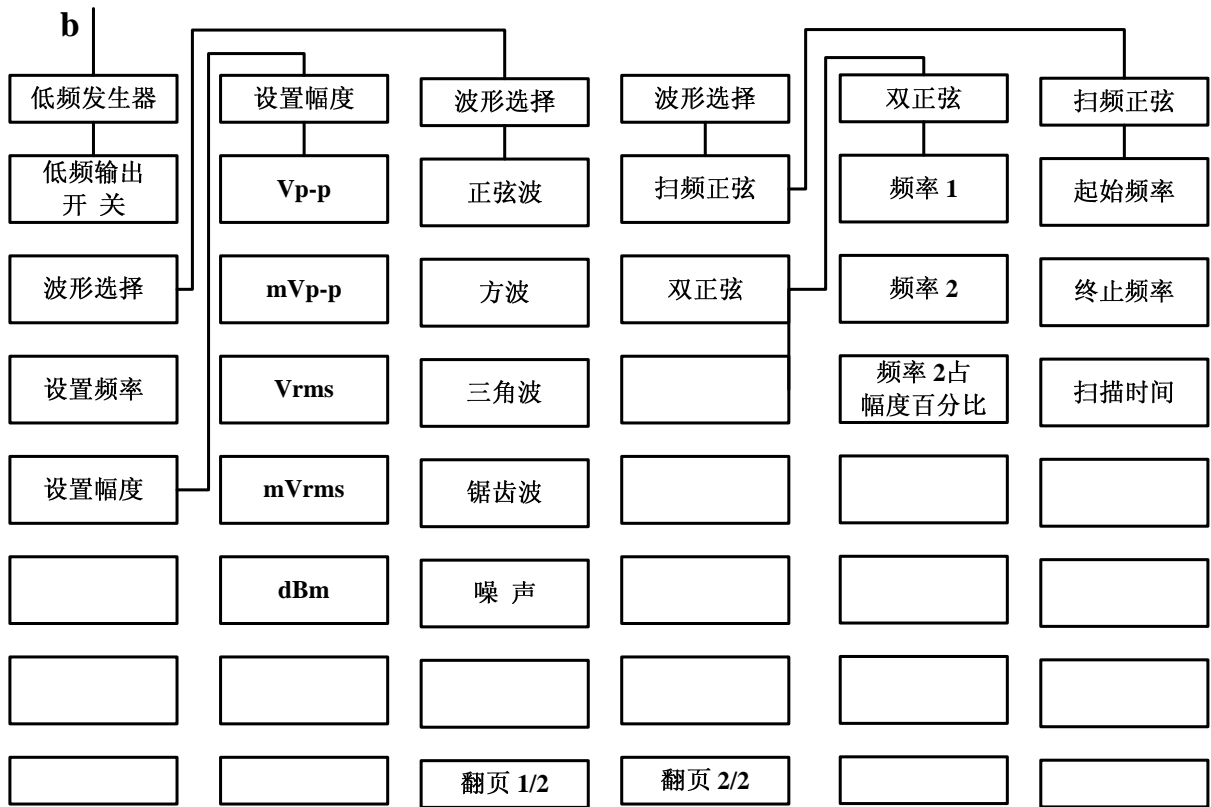 b
低频发生器
设置幅度
波形选择
波形选择
双正弦
扫频正弦
低频输出
开 关
Vp-p
正弦波
扫频正弦
频率 1
起始频率
波形选择
mVp-p
方波
双正弦
频率 2
终止频率
设置频率
Vrms
三角波
频率 2占
幅度百分比
扫描时间
设置幅度
mVrms
锯齿波
dBm
噪 声
翻页 1/2
翻页 2/2